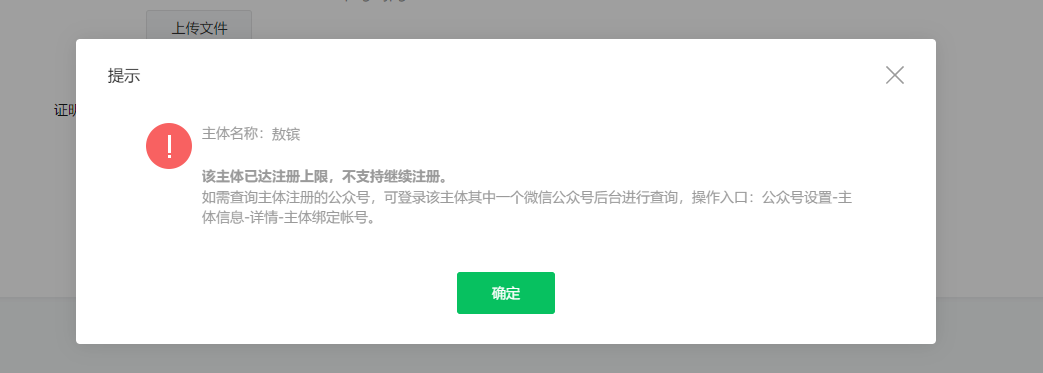 上传文件
提示
证明
主体名称：敖镔
该主体已达注册上限，不支持继续注册。
如需查询主体注册的公众号，可登录该主体其中一个微信公众号后台进行查询，操作入口：公众号设置-主
体信息-详情-主体绑定帐号。
确定